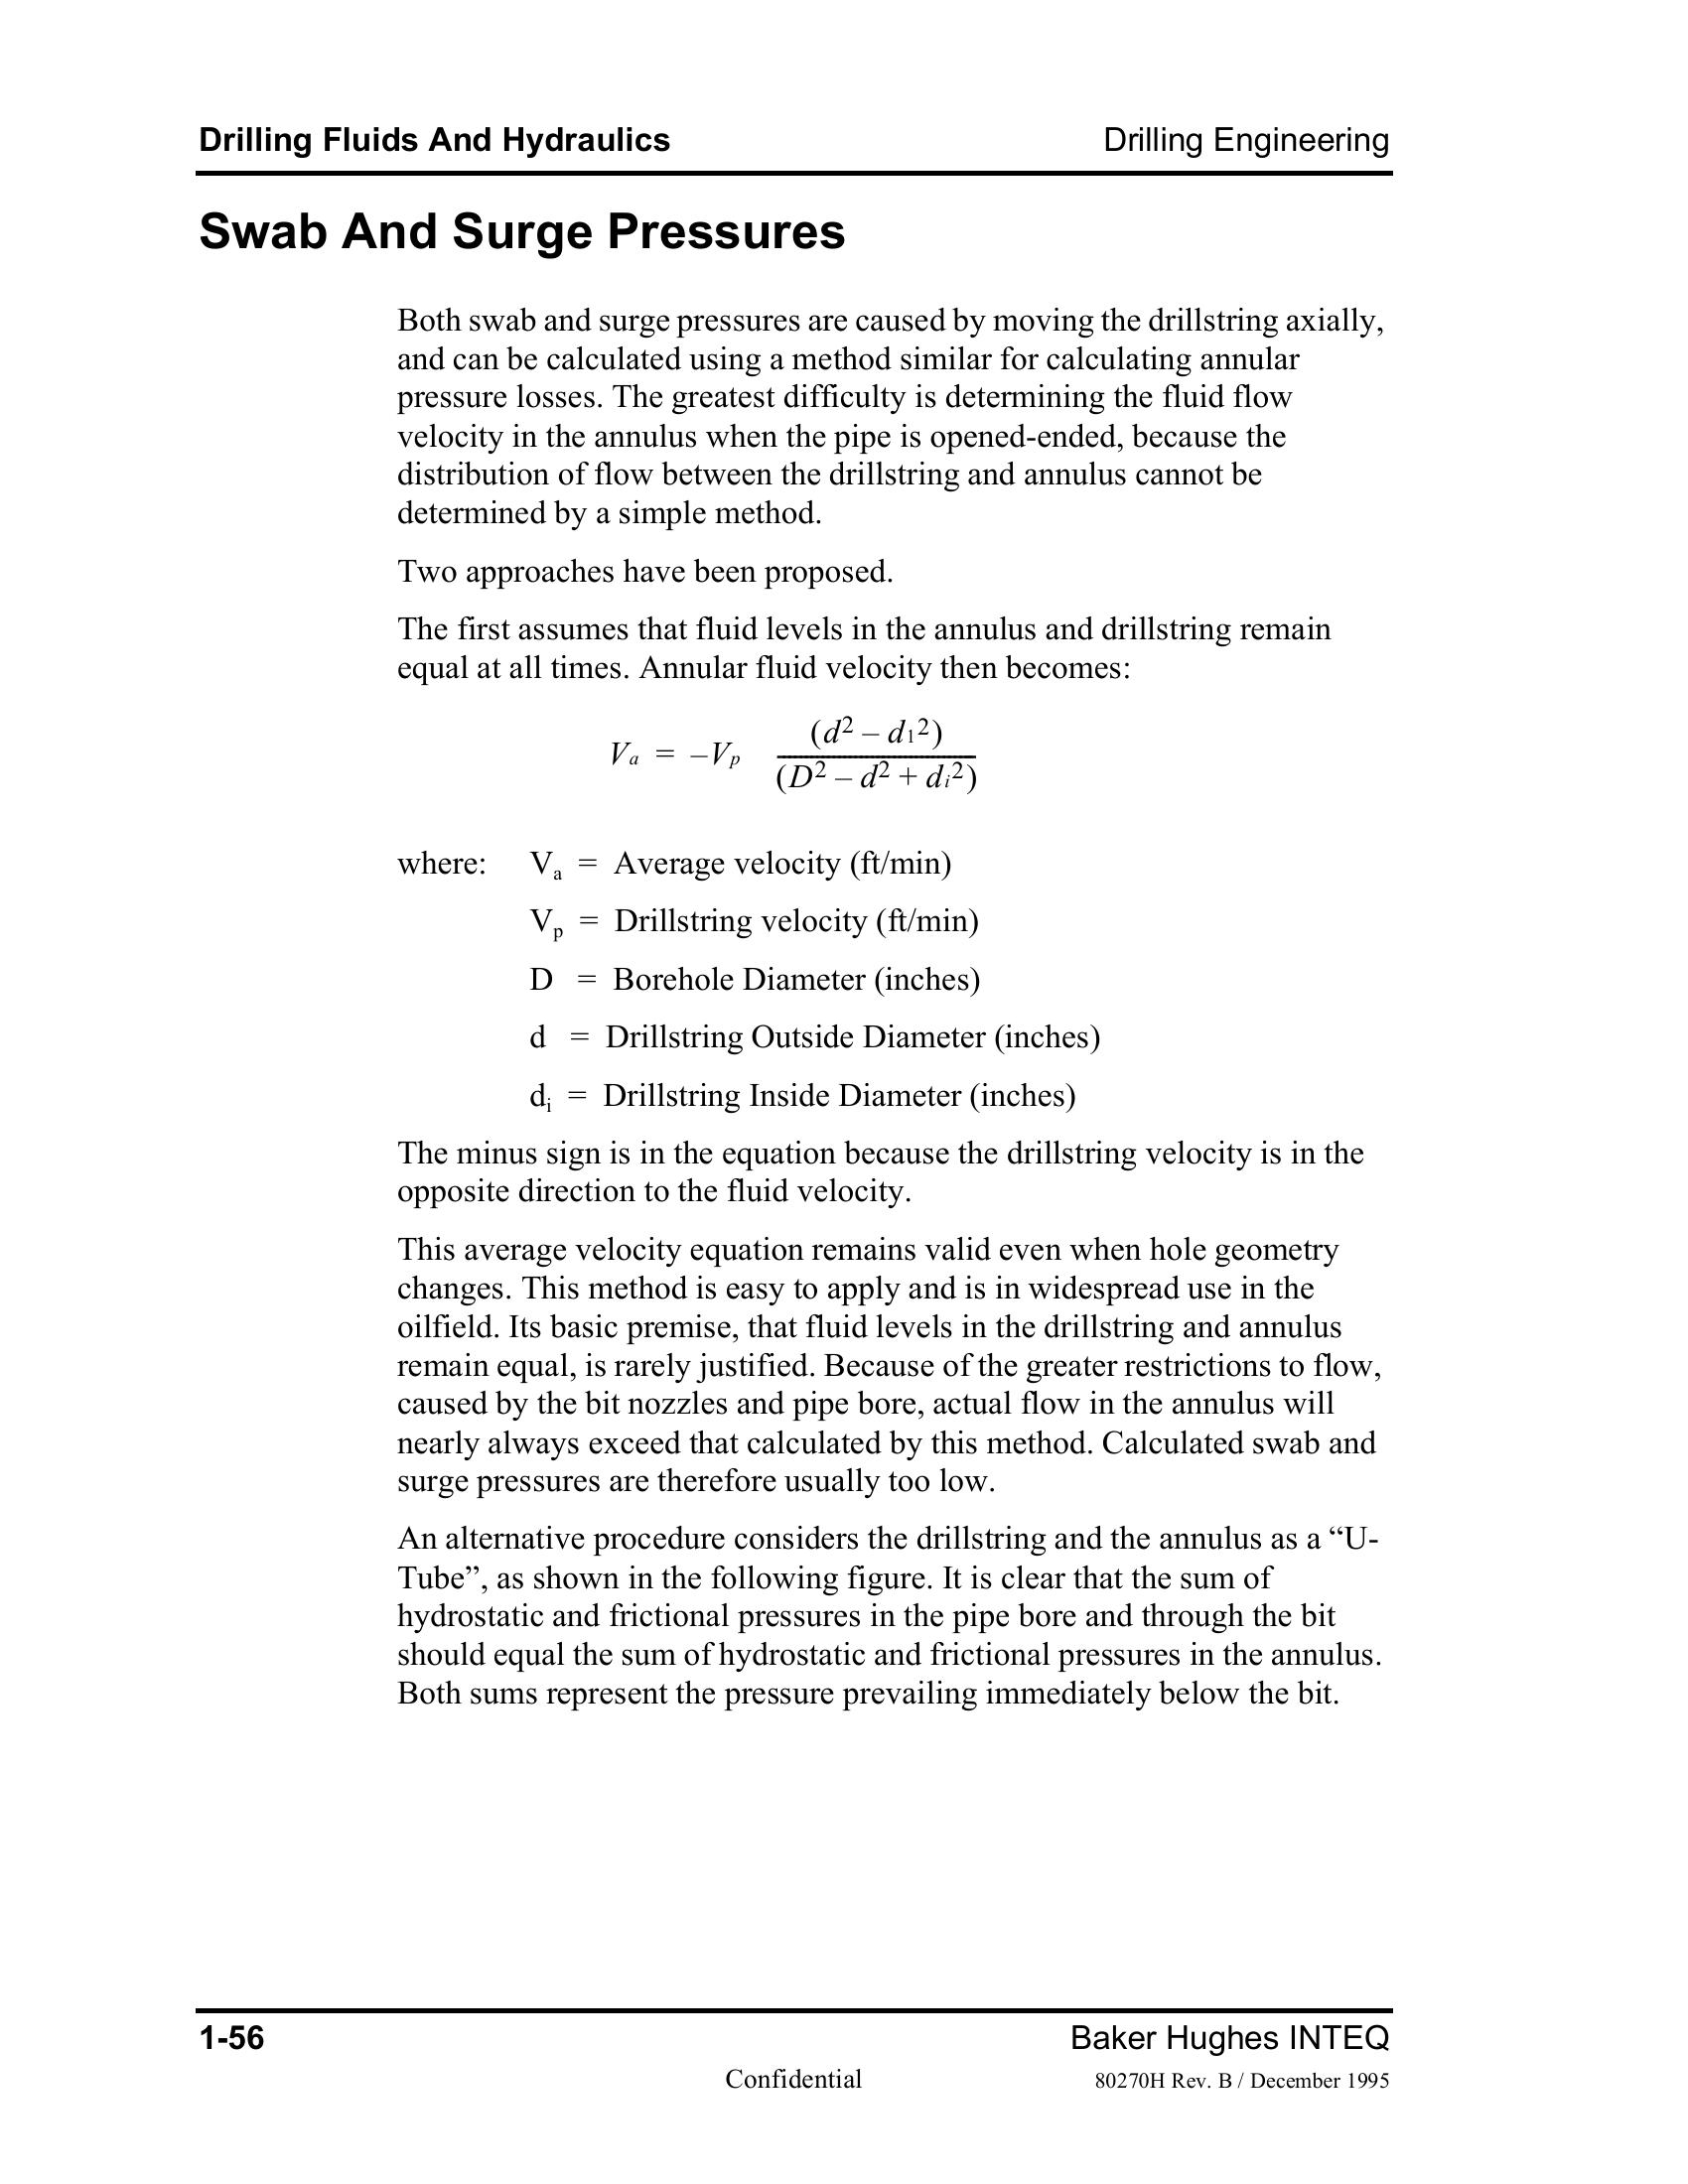 Drilling Fluids And Hydraulics Drilling Engineering
Swab And Surge Pressures
Both swab and surge pressures are caused by moving the drillstring axially,
and can be calculated using a method similar for calculating annular
pressure losses. The greatest difficulty is determining the fluid flow
velocity in the annulus when the pipe is opened-ended, because the
distribution of flow between the drillstring and annulus cannot be
determined by a simple method.
Two approaches have been proposed.
The first assumes that fluid levels in the annulus and drillstring remain
equal at all times. Annular fluid velocity then becomes:
Va = –Vp (d² – d₁²) / (D² – d² + dᵢ²)
where: Va = Average velocity (ft/min)
Vp = Drillstring velocity (ft/min)
D = Borehole Diameter (inches)
d = Drillstring Outside Diameter (inches)
di = Drillstring Inside Diameter (inches)
The minus sign is in the equation because the drillstring velocity is in the
opposite direction to the fluid velocity.
This average velocity equation remains valid even when hole geometry
changes. This method is easy to apply and is in widespread use in the
oilfield. Its basic premise, that fluid levels in the drillstring and annulus
remain equal, is rarely justified. Because of the greater restrictions to flow,
caused by the bit nozzles and pipe bore, actual flow in the annulus will
nearly always exceed that calculated by this method. Calculated swab and
surge pressures are therefore usually too low.
An alternative procedure considers the drillstring and the annulus as a “U-
Tube”, as shown in the following figure. It is clear that the sum of
hydrostatic and frictional pressures in the pipe bore and through the bit
should equal the sum of hydrostatic and frictional pressures in the annulus.
Both sums represent the pressure prevailing immediately below the bit.
1-56 Baker Hughes INTEQ
Confidential 80270H Rev. B / December 1995